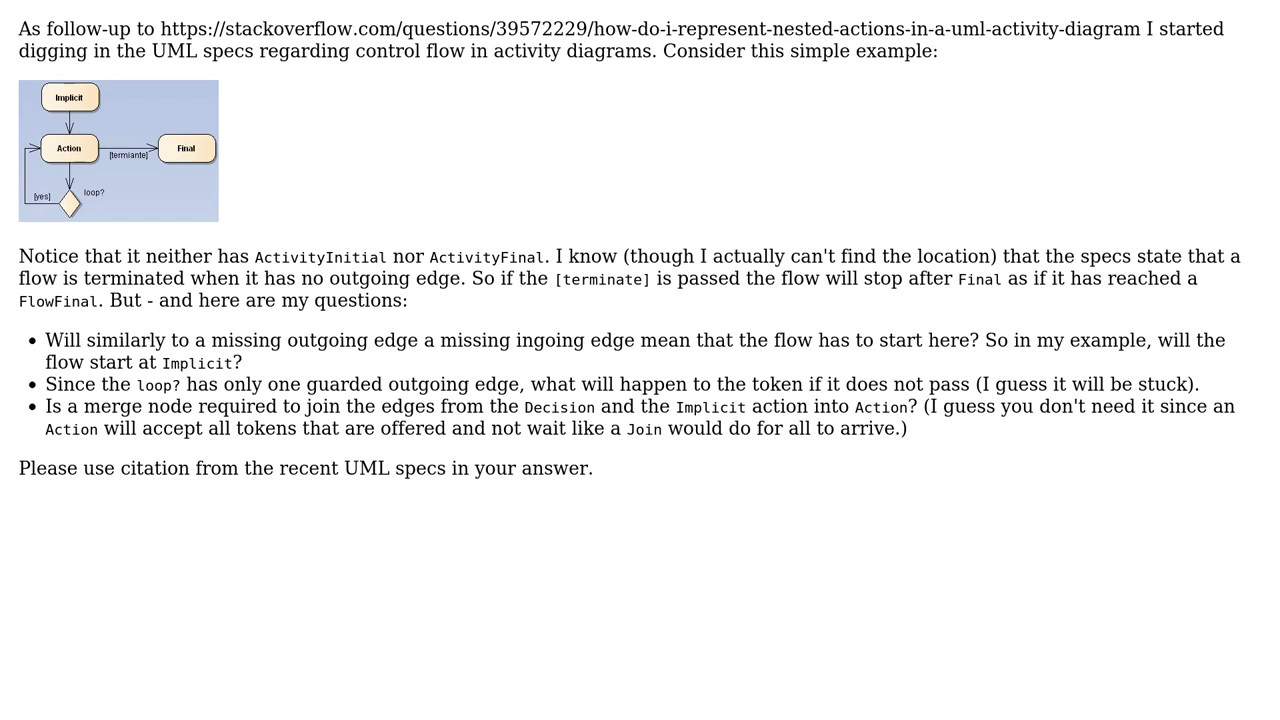 As follow-up to https://stackoverflow.com/questions/39572229/how-do-i-represent-nested-actions-in-a-uml-activity-diagram I started
digging in the UML specs regarding control flow in activity diagrams. Consider this simple example:
Implicit
Action
Final
[termiante]
loop?
[yes]
Notice that it neither has ActivityInitial nor ActivityFinal. I know (though I actually can't find the location) that the specs state that a
flow is terminated when it has no outgoing edge. So if the [terminate] is passed the flow will stop after Final as if it has reached a
FlowFinal. But - and here are my questions:
• Will similarly to a missing outgoing edge a missing ingoing edge mean that the flow has to start here? So in my example, will the
flow start at Implicit?
• Since the loop? has only one guarded outgoing edge, what will happen to the token if it does not pass (I guess it will be stuck).
• Is a merge node required to join the edges from the Decision and the Implicit action into Action? (I guess you don't need it since an
Action will accept all tokens that are offered and not wait like a Join would do for all to arrive.)
Please use citation from the recent UML specs in your answer.